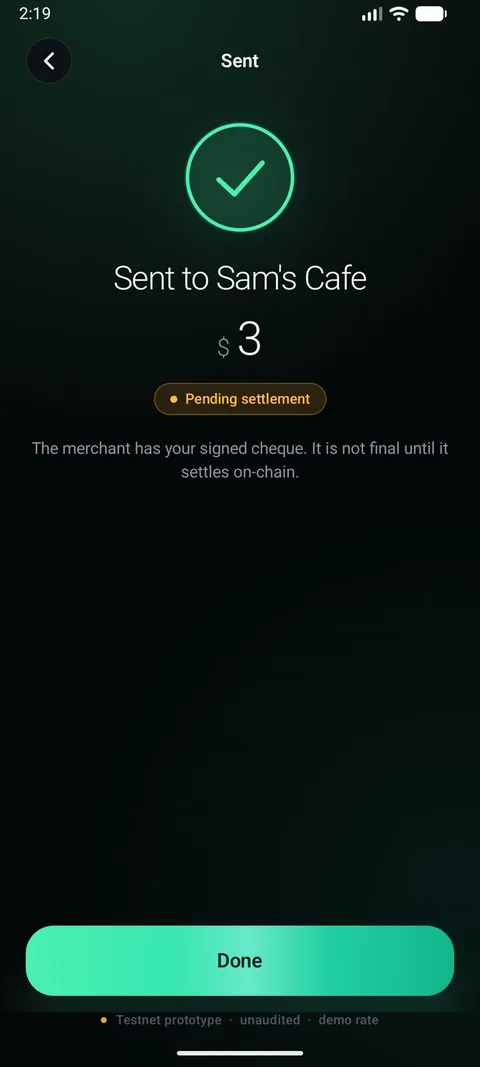 2:19
Sent
Sent to Sam's Cafe
$ 3
Pending settlement
The merchant has your signed cheque. It is not final until it
settles on-chain.
Done
Testnet prototype · unaudited · demo rate